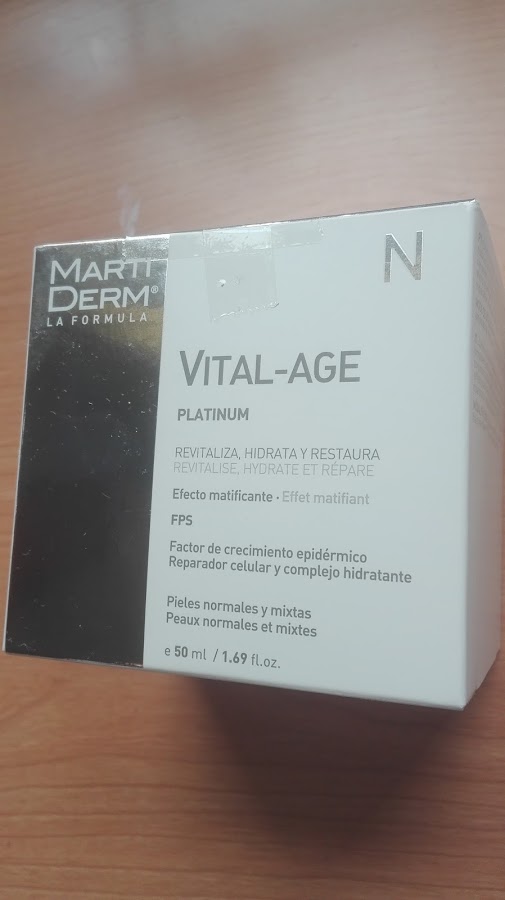 MARTI
DERM®
LA FORMULA
N
VITAL-AGE
PLATINUM
REVITALIZA, HIDRATA Y RESTAURA
REVITALISE, HYDRATE ET RÉPARE
Efecto matificante · Effet matifiant
FPS
Factor de crecimiento epidérmico
Reparador celular y complejo hidratante
Pieles normales y mixtas
Peaux normales et mixtes
e 50 ml / 1.69 fl.oz.